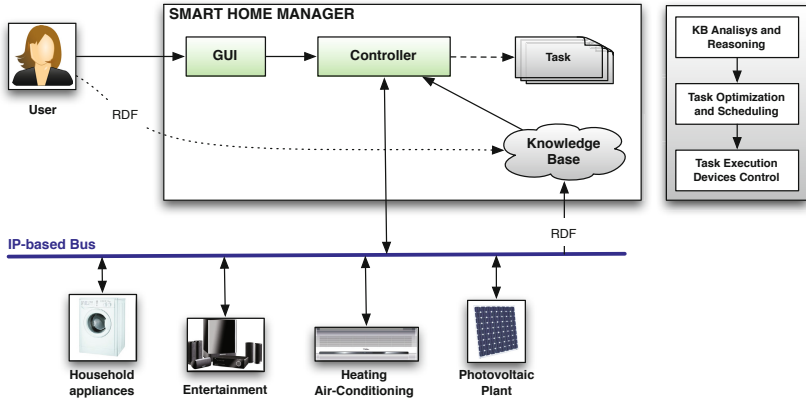 SMART HOME MANAGER
GUI
Controller
Task
User
RDF
Knowledge
Base
KB Analisys and
Reasoning
Task Optimization
and Scheduling
Task Execution
Devices Control
RDF
IP-based Bus
Household
appliances
Entertainment
Heating
Air-Conditioning
Photovoltaic
Plant